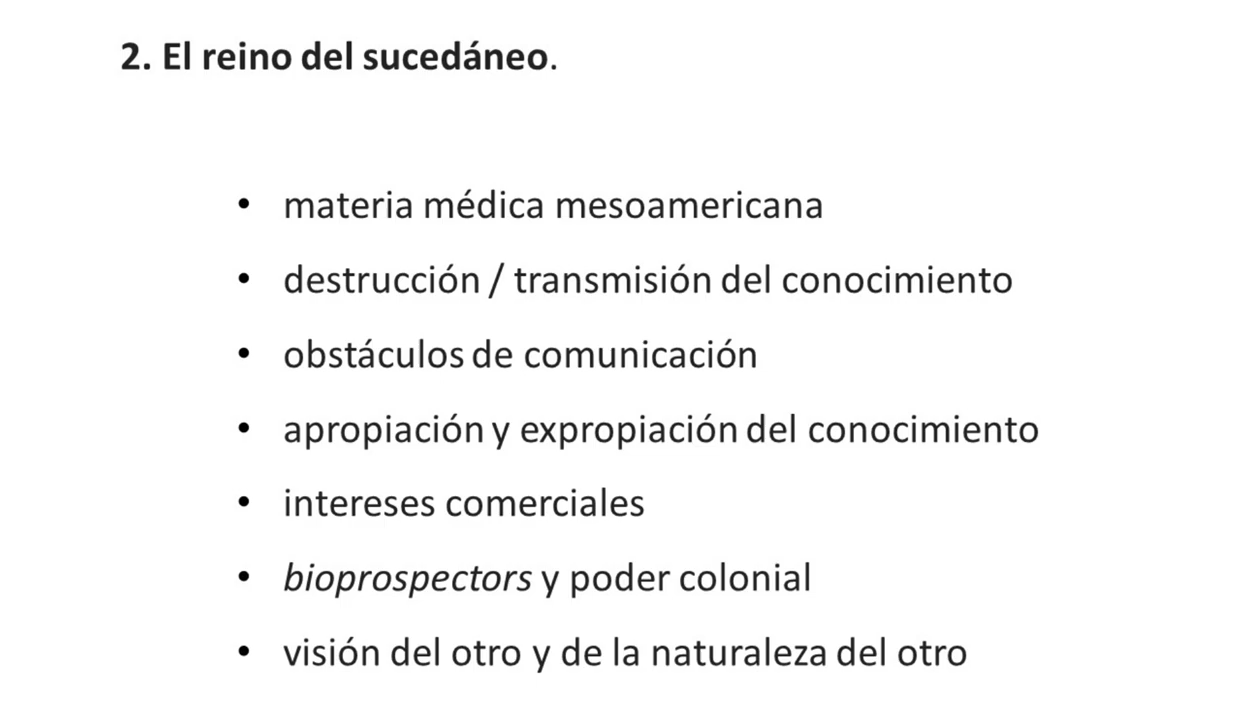 2. El reino del sucedáneo.
• materia médica mesoamericana
• destrucción / transmisión del conocimiento
• obstáculos de comunicación
• apropiación y expropiación del conocimiento
• intereses comerciales
• bioprospectors y poder colonial
• visión del otro y de la naturaleza del otro